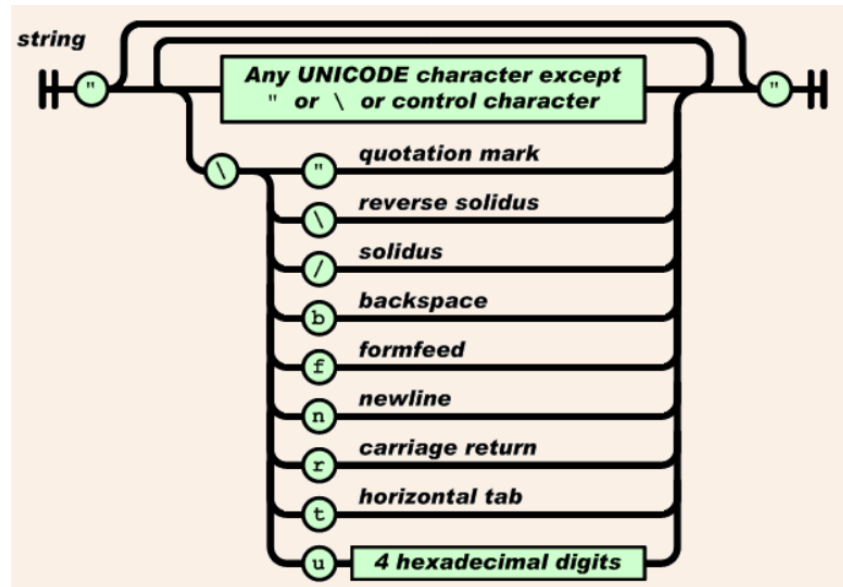 string
"
Any UNICODE character except
" or \ or control character
"
\
" quotation mark
\ reverse solidus
/ solidus
b backspace
f formfeed
n newline
r carriage return
t horizontal tab
u 4 hexadecimal digits